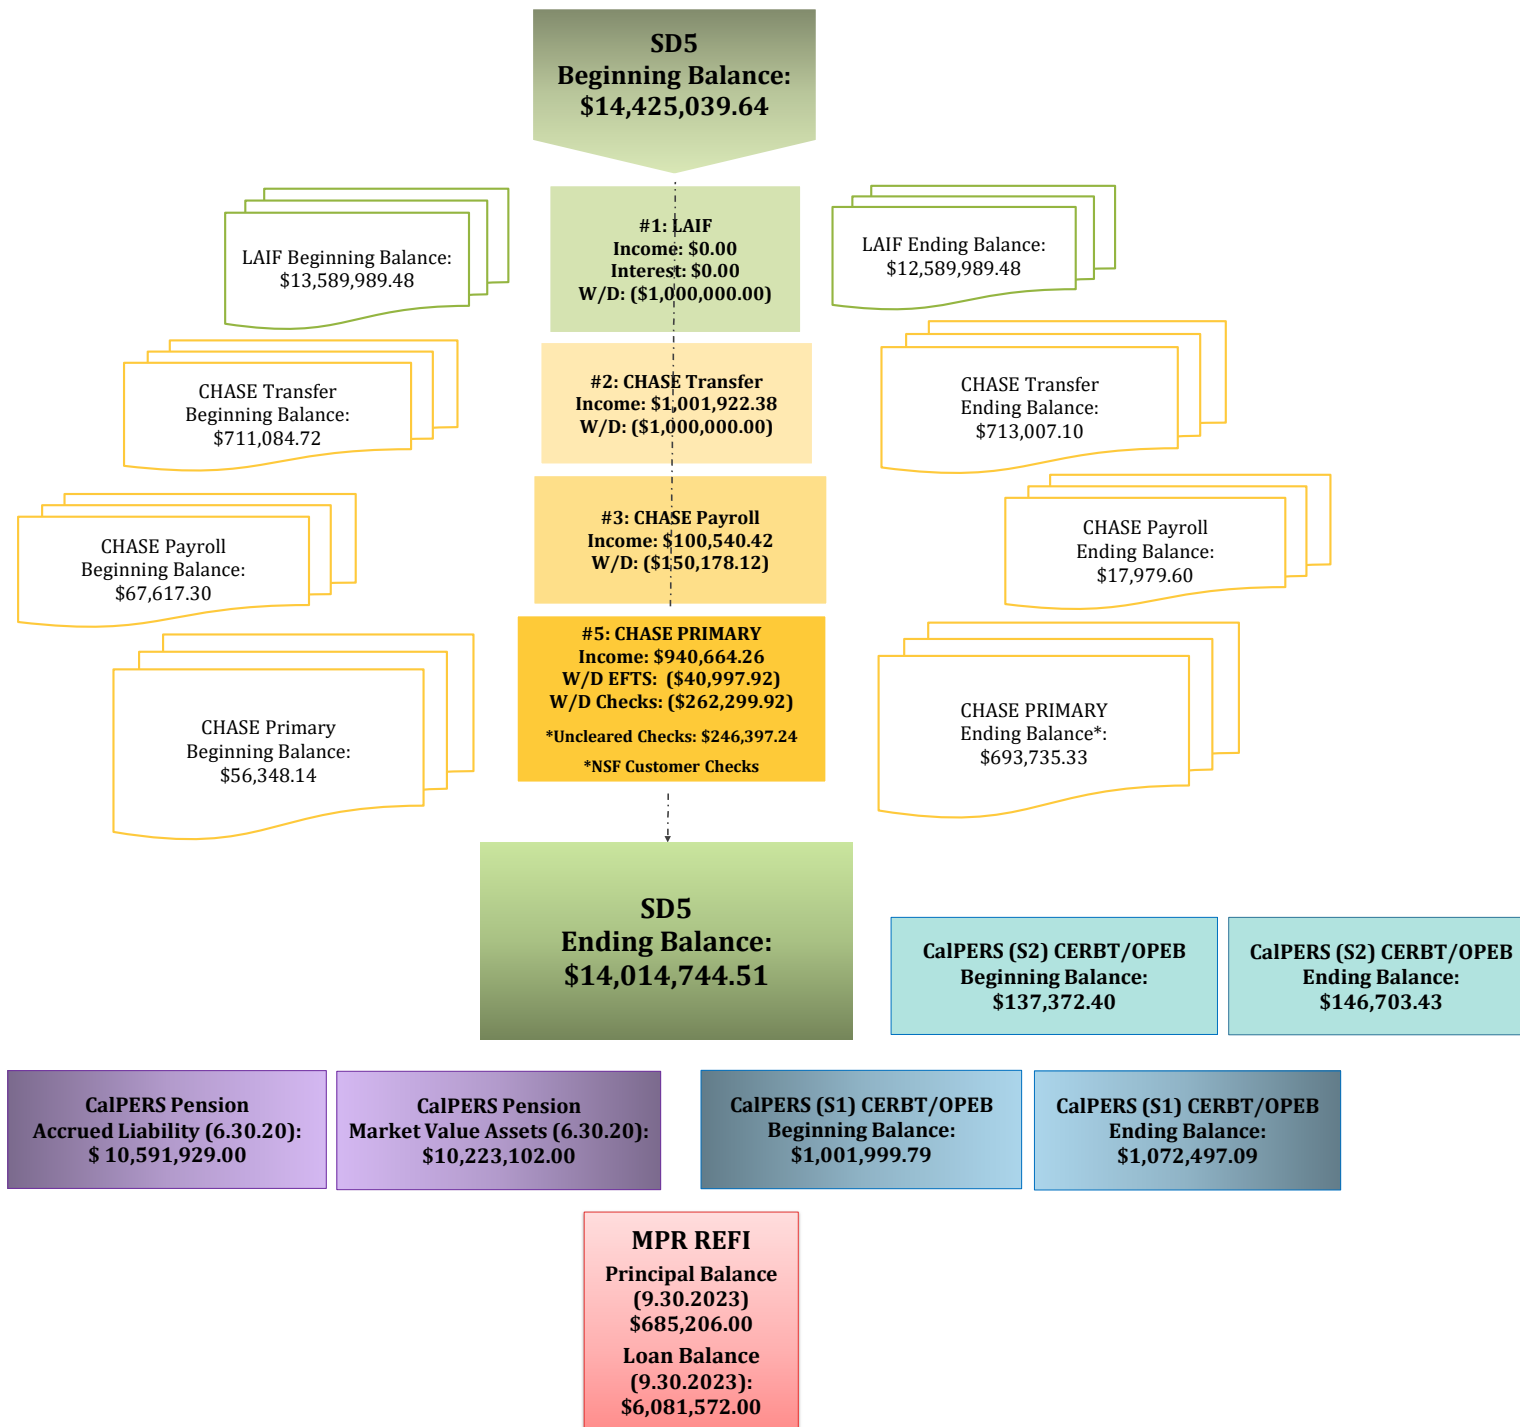 SD5
Beginning Balance:
$14,425,039.64
LAIF Beginning Balance:
$13,589,989.48
#1: LAIF
Income: $0.00
Interest: $0.00
W/D: ($1,000,000.00)
LAIF Ending Balance:
$12,589,989.48
CHASE Transfer
Beginning Balance:
$711,084.72
#2: CHASE Transfer
Income: $1,001,922.38
W/D: ($1,000,000.00)
CHASE Transfer
Ending Balance:
$713,007.10
CHASE Payroll
Beginning Balance:
$67,617.30
#3: CHASE Payroll
Income: $100,540.42
W/D: ($150,178.12)
CHASE Payroll
Ending Balance:
$17,979.60
CHASE Primary
Beginning Balance:
$56,348.14
#5: CHASE PRIMARY
Income: $940,664.26
W/D EFTS:  ($40,997.92)
W/D Checks: ($262,299.92)
*Uncleared Checks: $246,397.24
*NSF Customer Checks
CHASE PRIMARY
Ending Balance*:
$693,735.33
SD5
Ending Balance:
$14,014,744.51
CalPERS (S2) CERBT/OPEB
Beginning Balance:
$137,372.40
CalPERS (S2) CERBT/OPEB
Ending Balance:
$146,703.43
CalPERS Pension
Accrued Liability (6.30.20):
$ 10,591,929.00
CalPERS Pension
Market Value Assets (6.30.20):
$10,223,102.00
CalPERS (S1) CERBT/OPEB
Beginning Balance:
$1,001,999.79
CalPERS (S1) CERBT/OPEB
Ending Balance:
$1,072,497.09
MPR REFI
Principal Balance
(9.30.2023)
$685,206.00
Loan Balance
(9.30.2023):
$6,081,572.00